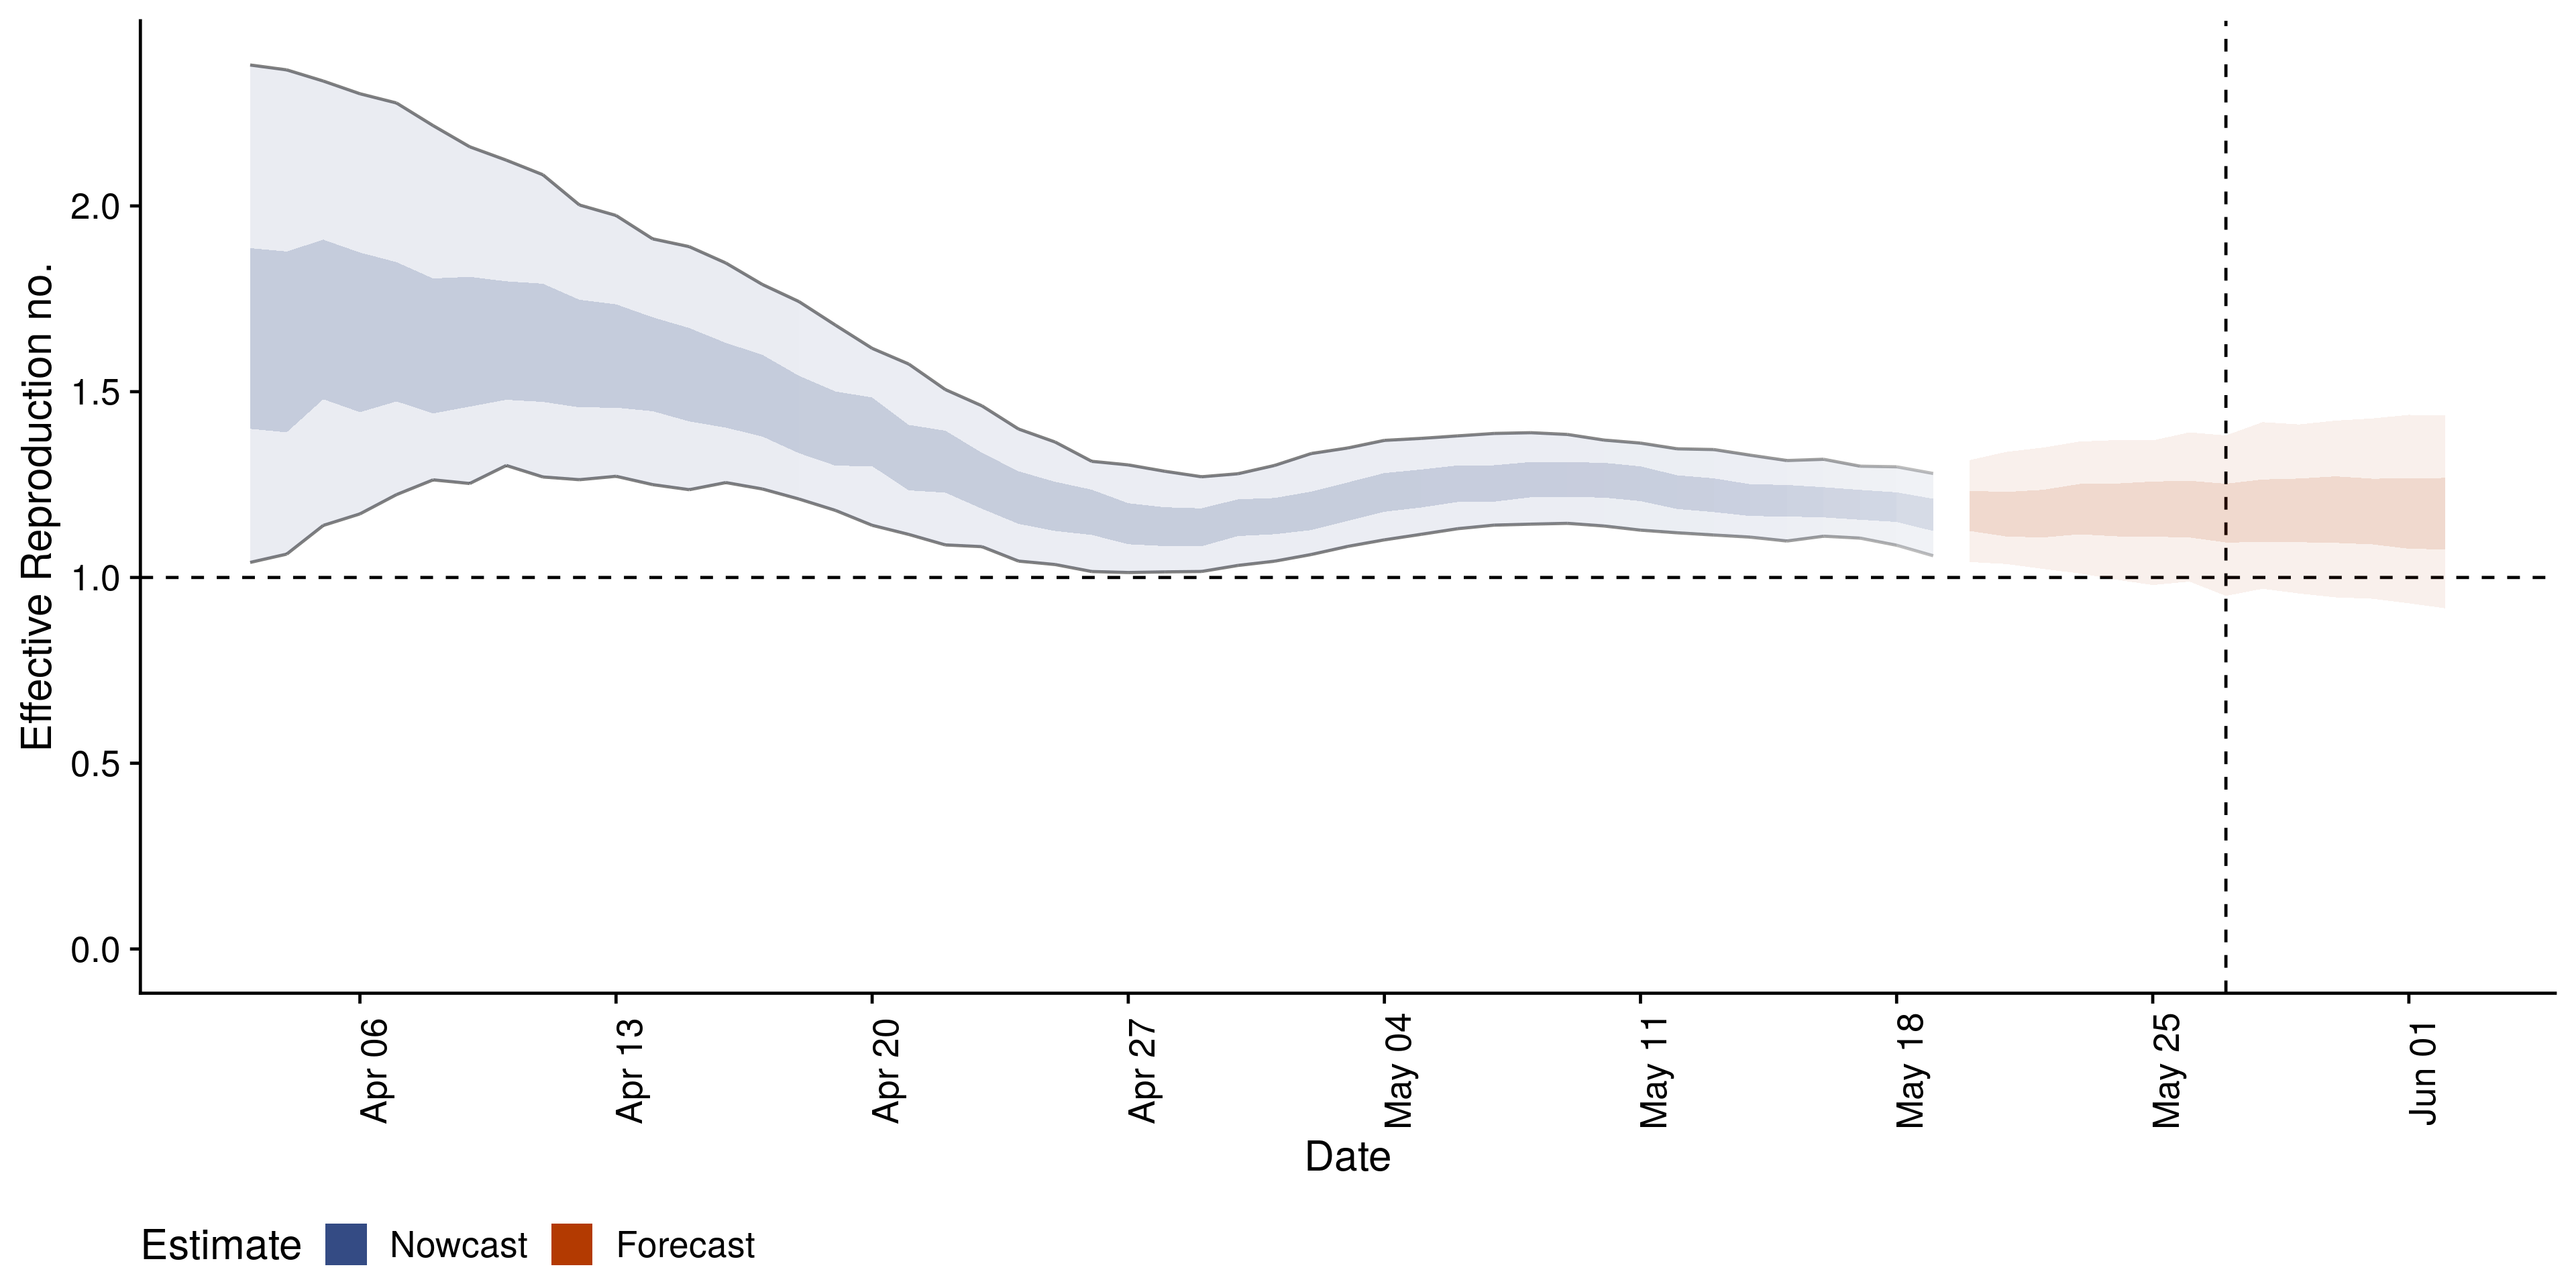 Effective Reproduction no.
2.0
1.5
1.0
0.5
0.0
Apr 06
Apr 13
Apr 20
Apr 27
May 04
May 11
May 18
May 25
Jun 01
Date
Estimate Nowcast Forecast